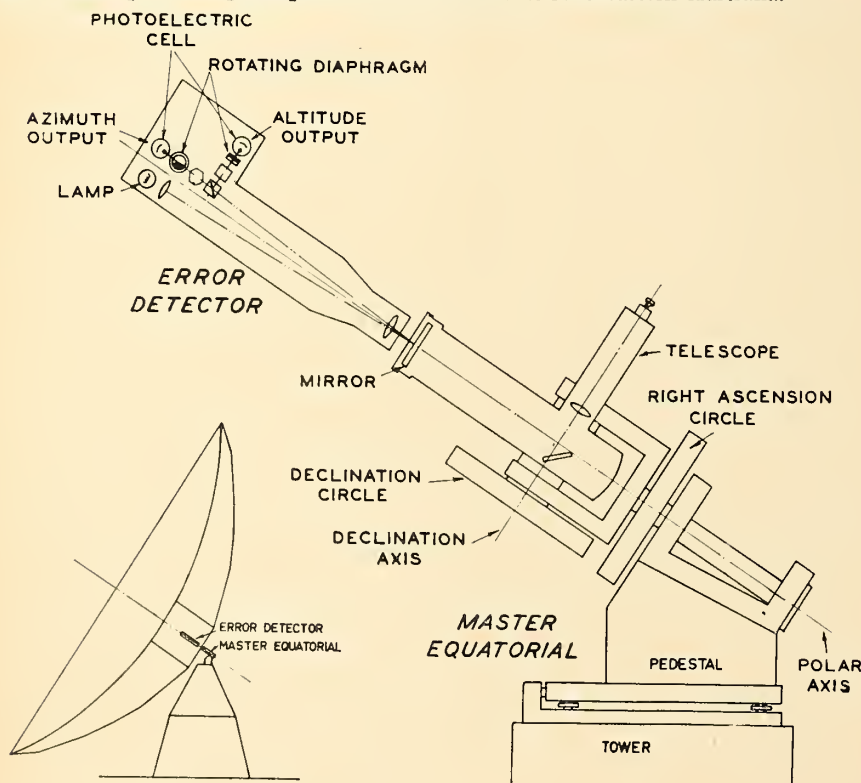 PHOTOELECTRIC
CELL
ROTATING DIAPHRAGM
AZIMUTH
OUTPUT
ALTITUDE
OUTPUT
LAMP
ERROR
DETECTOR
MIRROR
TELESCOPE
RIGHT ASCENSION
CIRCLE
DECLINATION
CIRCLE
DECLINATION
AXIS
MASTER
EQUATORIAL
PEDESTAL
POLAR
AXIS
TOWER
ERROR DETECTOR
MASTER EQUATORIAL